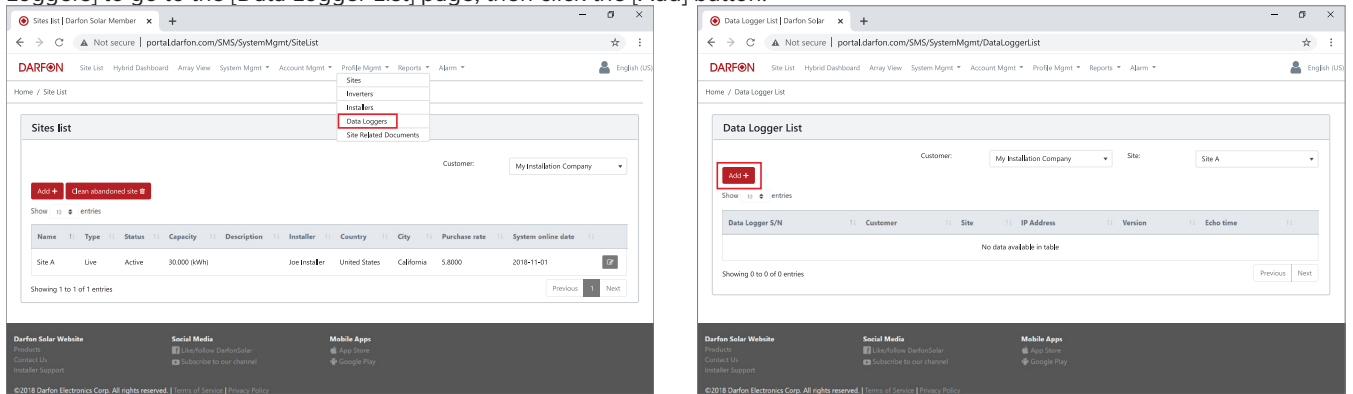 Loggers] to go to the [Data Logger List] page, then click the [Add] button.
Sites list | Darfon Solar Member × +
Not secure | portal.darfon.com/SMS/SystemMgmt/SiteList
DARFON Site List Hybrid Dashboard Array View System Mgmt Account Mgmt Profile Mgmt Reports Alarm English (US)
Sites
Inverters
Installers
Data Loggers
Site Related Documents
Home / Site List
Sites list
Customer: My Installation Company
Add + Clean abandoned site
Show 10 entries
Name Type Status Capacity Description Installer Country City Purchase rate System online date
Site A Live Active 30.000 (kWh) Joe Installer United States California 5.8000 2018-11-01
Showing 1 to 1 of 1 entries
Previous 1 Next
Darfon Solar Website Social Media Mobile Apps
Products Like/follow DarfonSolar App Store
Contact Us Subscribe to our channel Google Play
Installer Support
©2018 Darfon Electronics Corp. All rights reserved. | Terms of Service | Privacy Policy
Data Logger List | Darfon Solar × +
Not secure | portal.darfon.com/SMS/SystemMgmt/DataLoggerList
DARFON Site List Hybrid Dashboard Array View System Mgmt Account Mgmt Profile Mgmt Reports Alarm English (US)
Home / Data Logger List
Data Logger List
Customer: My Installation Company Site: Site A
Add +
Show 10 entries
Data Logger S/N Customer Site IP Address Version Echo time
No data available in table
Showing 0 to 0 of 0 entries
Previous Next
Darfon Solar Website Social Media Mobile Apps
Products Like/follow DarfonSolar App Store
Contact Us Subscribe to our channel Google Play
Installer Support
©2018 Darfon Electronics Corp. All rights reserved. | Terms of Service | Privacy Policy